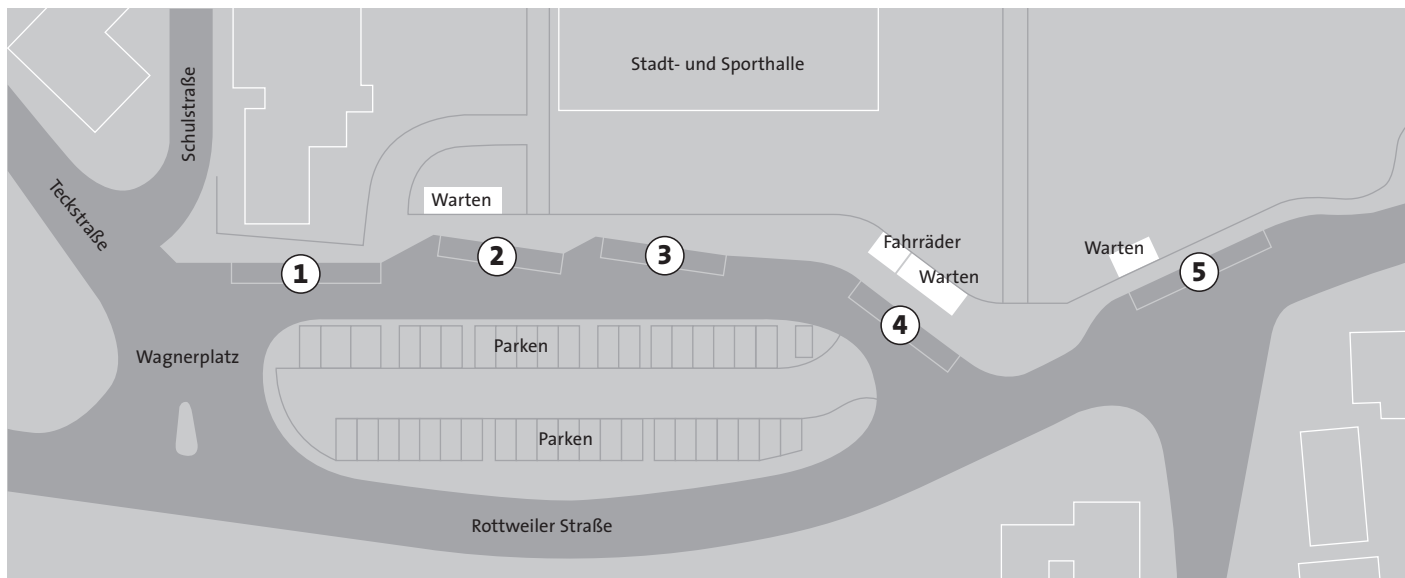 Stadt- und Sporthalle
Schulstraße
Teckstraße
Warten
Fahrräder
Warten
Warten
1
2
3
4
5
Wagnerplatz
Parken
Parken
Rottweiler Straße